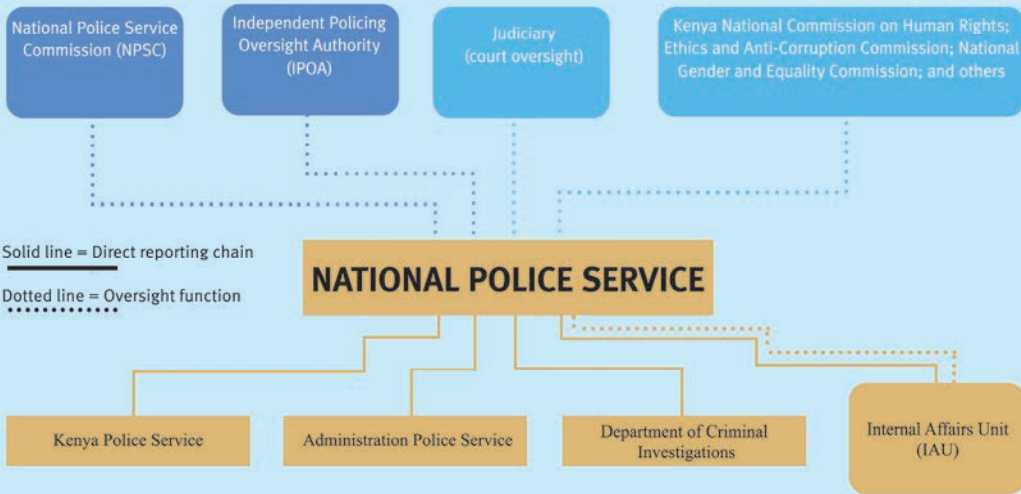 National Police Service
Commission (NPSC)
Independent Policing
Oversight Authority
(IPOA)
Judiciary
(court oversight)
Kenya National Commission on Human Rights;
Ethics and Anti-Corruption Commission; National
Gender and Equality Commission; and others
Solid line = Direct reporting chain
Dotted line = Oversight function
NATIONAL POLICE SERVICE
Kenya Police Service
Administration Police Service
Department of Criminal
Investigations
Internal Affairs Unit
(IAU)